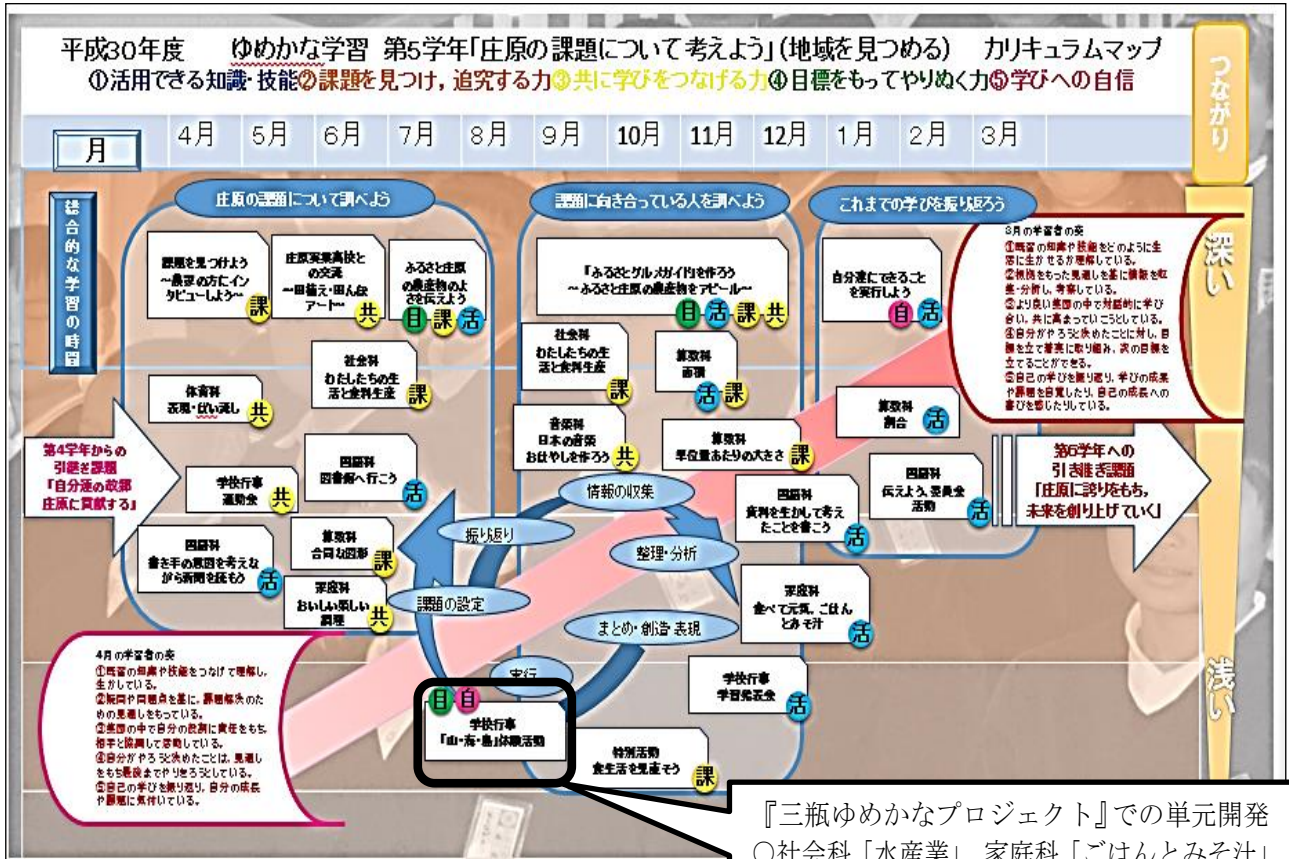 平成30年度 ゆめかな学習 第5学年「庄原の課題について考えよう」(地域を見つめる) カリキュラムマップ
①活用できる知識・技能②課題を見つけ，追究する力③共に学びをつなげる力④目標をもってやりぬく力⑤学びへの自信
つながり
月
4月 5月 6月 7月 8月 9月 10月 11月 12月 1月 2月 3月
総合的な学習の時間
深い
浅い
庄原の課題について調べよう
課題に向き合っている人を調べよう
これまでの学びを振り返ろう
課題を見つけよう
～農家の方にイン
タビューしよう～
課
庄原実業高校と
の交流
～田植え・田んぼ
アート～
共
ふるさと庄原
の農産物のよ
さを伝えよう
目 課 活
「ふるさとグルメガイド」を作ろう
～ふるさと庄原の農産物をアピール～
目 活 課 共
自分達にできること
を実行しよう
自 活
社会科
わたしたちの生
活と食料生産
課
社会科
わたしたちの生
活と食料生産
課
算数科
面積
活 課
体育科
表現・ばい流し
共
音楽科
日本の音楽
おはやしを作ろう
共
算数科
単位量あたりの大きさ
課
算数科
割合
活
第4学年からの
引継ぎ課題
「自分達の故郷
庄原に貢献する」
学校行事
運動会
共
国語科
図書館へ行こう
活
国語科
書き手の意図を考えな
がら新聞を読もう
活
算数科
合同な図形
課
家庭科
おいしい楽しい
調理
共
国語科
資料を生かして考え
たことを書こう
活
国語科
伝えよう，委員会
活動
活
第6学年への
引き継ぎ課題
「庄原に誇りをもち，
未来を創り上げていく」
情報の収集
整理・分析
まとめ・創造・表現
実行
振り返り
課題の設定
家庭科
食べて元気，ごはん
とみそ汁
活
学校行事
学習発表会
活
特別活動
食生活を見直そう
課
目 自
学校行事
「山・海・島」体験活動
3月の学習者の姿
①既習の知識や技能をどのように生
活に生かせるか理解している。
②根拠をもった見通しを基に情報を収
集・分析し，考察している。
③より良い集団の中で対話的に学び
合い，共に高まっていこうとしている。
④自分がやろうと決めたことに対し，目
標を立て着実に取り組み，次の目標を
立てることができる。
⑤自己の学びを振り返り，学びの成果
や課題を自覚したり，自己の成長への
喜びを感じたりしている。
4月の学習者の姿
①既習の知識や技能をつなげて理解し，
生かしている。
②疑問や問題点を基に，課題解決のた
めの見通しをもっている。
③集団の中で自分の役割に責任をもち，
相手と協調して活動している。
④自分がやろうと決めたことは，見通し
をもち最後までやりきろうとしている。
⑤自己の学びを振り返り，自分の成長
や課題に気付いている。
『三瓶ゆめかなプロジェクト』での単元開発
○社会科「水産業」，家庭科「ごはんとみそ汁」